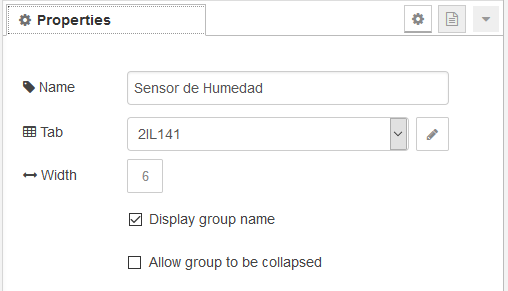 Properties
Name
Sensor de Humedad
Tab
2IL141
Width
6
Display group name
Allow group to be collapsed